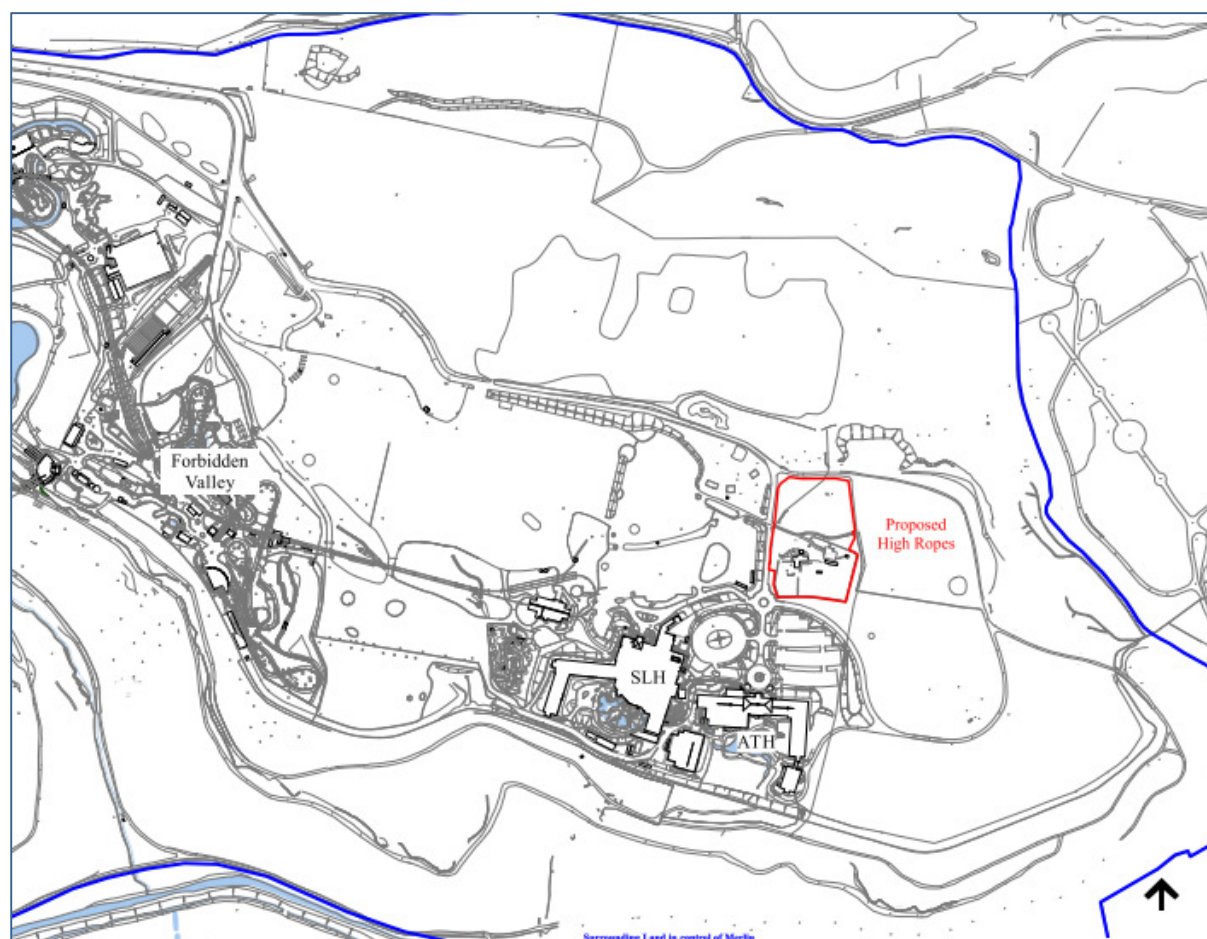 Forbidden
Valley
Proposed
High Ropes
SLH
ATH
Surrounding Land in control of Merlin